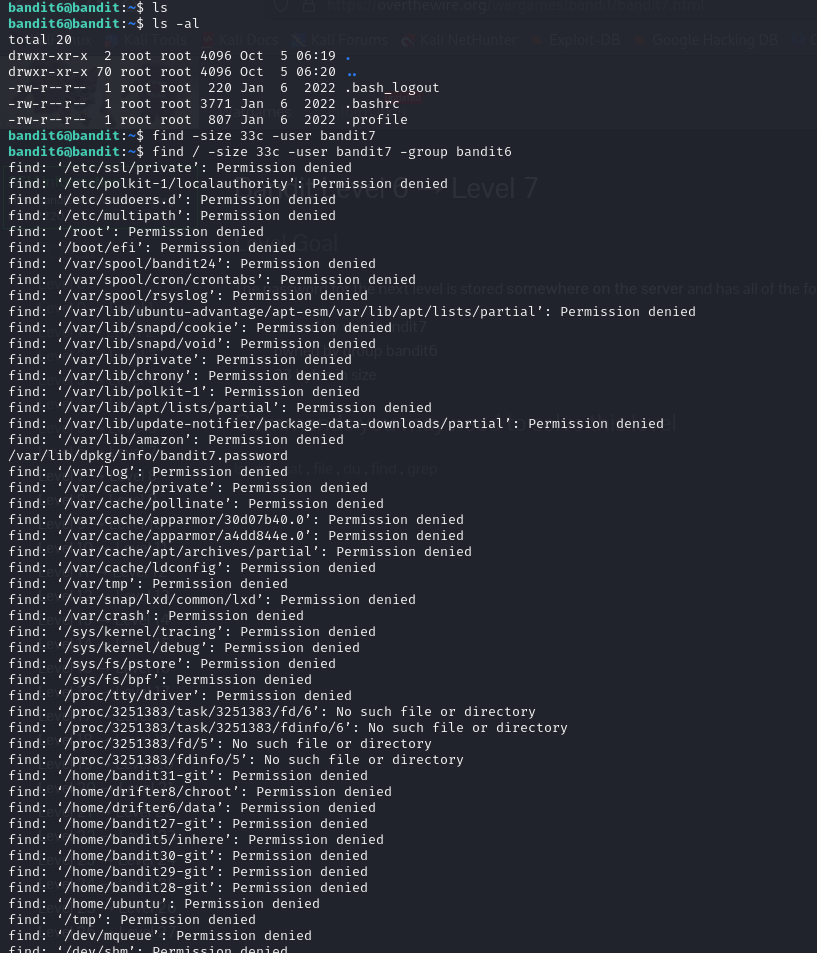 bandit6@bandit:~$ ls
bandit6@bandit:~$ ls -al
total 20
drwxr-xr-x  2 root root 4096 Oct  5 06:19 .
drwxr-xr-x 70 root root 4096 Oct  5 06:20 ..
-rw-r--r--  1 root root  220 Jan  6  2022 .bash_logout
-rw-r--r--  1 root root 3771 Jan  6  2022 .bashrc
-rw-r--r--  1 root root  807 Jan  6  2022 .profile
bandit6@bandit:~$ find -size 33c -user bandit7
bandit6@bandit:~$ find / -size 33c -user bandit7 -group bandit6
find: ‘/etc/ssl/private’: Permission denied
find: ‘/etc/polkit-1/localauthority’: Permission denied
find: ‘/etc/sudoers.d’: Permission denied
find: ‘/etc/multipath’: Permission denied
find: ‘/root’: Permission denied
find: ‘/boot/efi’: Permission denied
find: ‘/var/spool/bandit24’: Permission denied
find: ‘/var/spool/cron/crontabs’: Permission denied
find: ‘/var/spool/rsyslog’: Permission denied
find: ‘/var/lib/ubuntu-advantage/apt-esm/var/lib/apt/lists/partial’: Permission denied
find: ‘/var/lib/snapd/cookie’: Permission denied
find: ‘/var/lib/snapd/void’: Permission denied
find: ‘/var/lib/private’: Permission denied
find: ‘/var/lib/chrony’: Permission denied
find: ‘/var/lib/polkit-1’: Permission denied
find: ‘/var/lib/apt/lists/partial’: Permission denied
find: ‘/var/lib/update-notifier/package-data-downloads/partial’: Permission denied
find: ‘/var/lib/amazon’: Permission denied
/var/lib/dpkg/info/bandit7.password
find: ‘/var/log’: Permission denied
find: ‘/var/cache/private’: Permission denied
find: ‘/var/cache/pollinate’: Permission denied
find: ‘/var/cache/apparmor/30d07b40.0’: Permission denied
find: ‘/var/cache/apparmor/a4dd844e.0’: Permission denied
find: ‘/var/cache/apt/archives/partial’: Permission denied
find: ‘/var/cache/ldconfig’: Permission denied
find: ‘/var/tmp’: Permission denied
find: ‘/var/snap/lxd/common/lxd’: Permission denied
find: ‘/var/crash’: Permission denied
find: ‘/sys/kernel/tracing’: Permission denied
find: ‘/sys/kernel/debug’: Permission denied
find: ‘/sys/fs/pstore’: Permission denied
find: ‘/sys/fs/bpf’: Permission denied
find: ‘/proc/tty/driver’: Permission denied
find: ‘/proc/3251383/task/3251383/fd/6’: No such file or directory
find: ‘/proc/3251383/task/3251383/fdinfo/6’: No such file or directory
find: ‘/proc/3251383/fd/5’: No such file or directory
find: ‘/proc/3251383/fdinfo/5’: No such file or directory
find: ‘/home/bandit31-git’: Permission denied
find: ‘/home/drifter8/chroot’: Permission denied
find: ‘/home/drifter6/data’: Permission denied
find: ‘/home/bandit27-git’: Permission denied
find: ‘/home/bandit5/inhere’: Permission denied
find: ‘/home/bandit30-git’: Permission denied
find: ‘/home/bandit29-git’: Permission denied
find: ‘/home/bandit28-git’: Permission denied
find: ‘/home/ubuntu’: Permission denied
find: ‘/tmp’: Permission denied
find: ‘/dev/mqueue’: Permission denied
find: ‘/dev/shm’: Permission denied